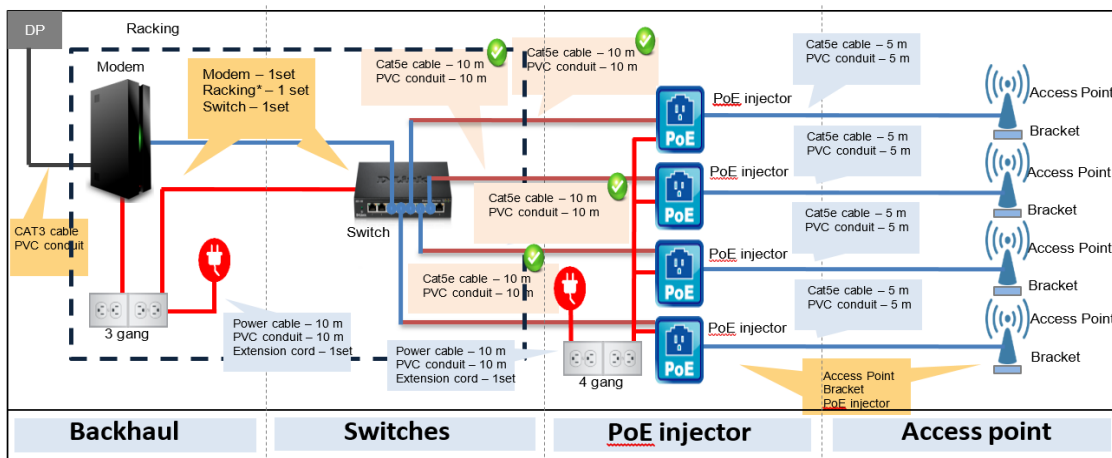 DP
Racking
Modem
Modem – 1set
Racking* – 1 set
Switch – 1set
Cat5e cable – 10 m
PVC conduit – 10 m
Cat5e cable – 10 m
PVC conduit – 10 m
Cat5e cable – 5 m
PVC conduit – 5 m
PoE injector
PoE
Access Point
Bracket
Cat5e cable – 5 m
PVC conduit – 5 m
PoE injector
PoE
Access Point
Bracket
Switch
Cat5e cable – 10 m
PVC conduit – 10 m
Cat5e cable – 5 m
PVC conduit – 5 m
PoE injector
PoE
Access Point
Bracket
CAT3 cable
PVC conduit
Cat5e cable – 10 m
PVC conduit – 10 m
Cat5e cable – 5 m
PVC conduit – 5 m
PoE injector
PoE
Access Point
Bracket
3 gang
Power cable – 10 m
PVC conduit – 10 m
Extension cord – 1set
Power cable – 10 m
PVC conduit – 10 m
Extension cord – 1set
4 gang
Access Point
Bracket
PoE injector
Backhaul
Switches
PoE injector
Access point